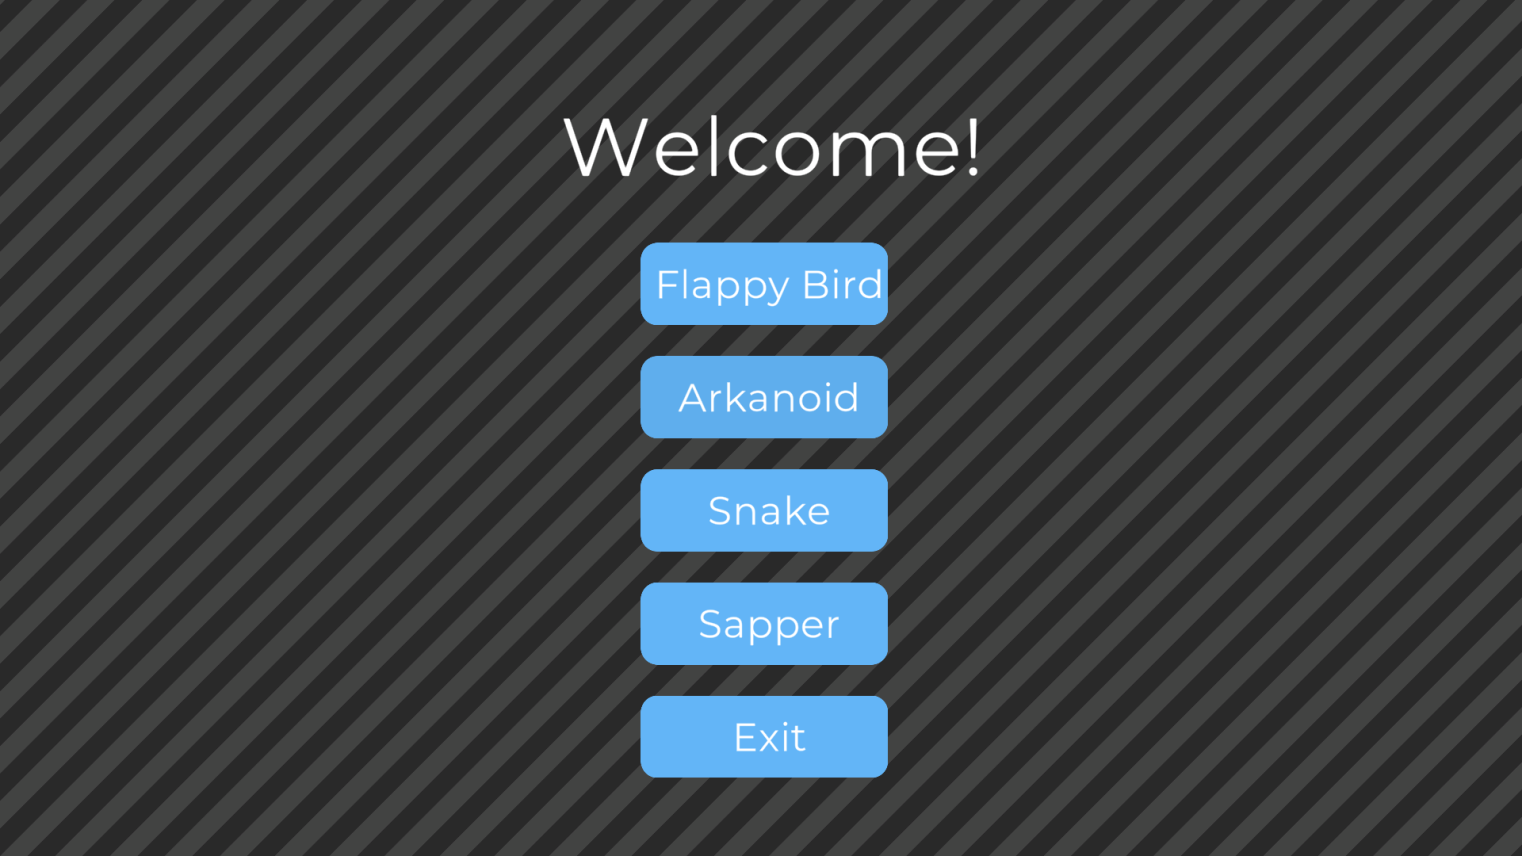 Welcome!
Flappy Bird
Arkanoid
Snake
Sapper
Exit